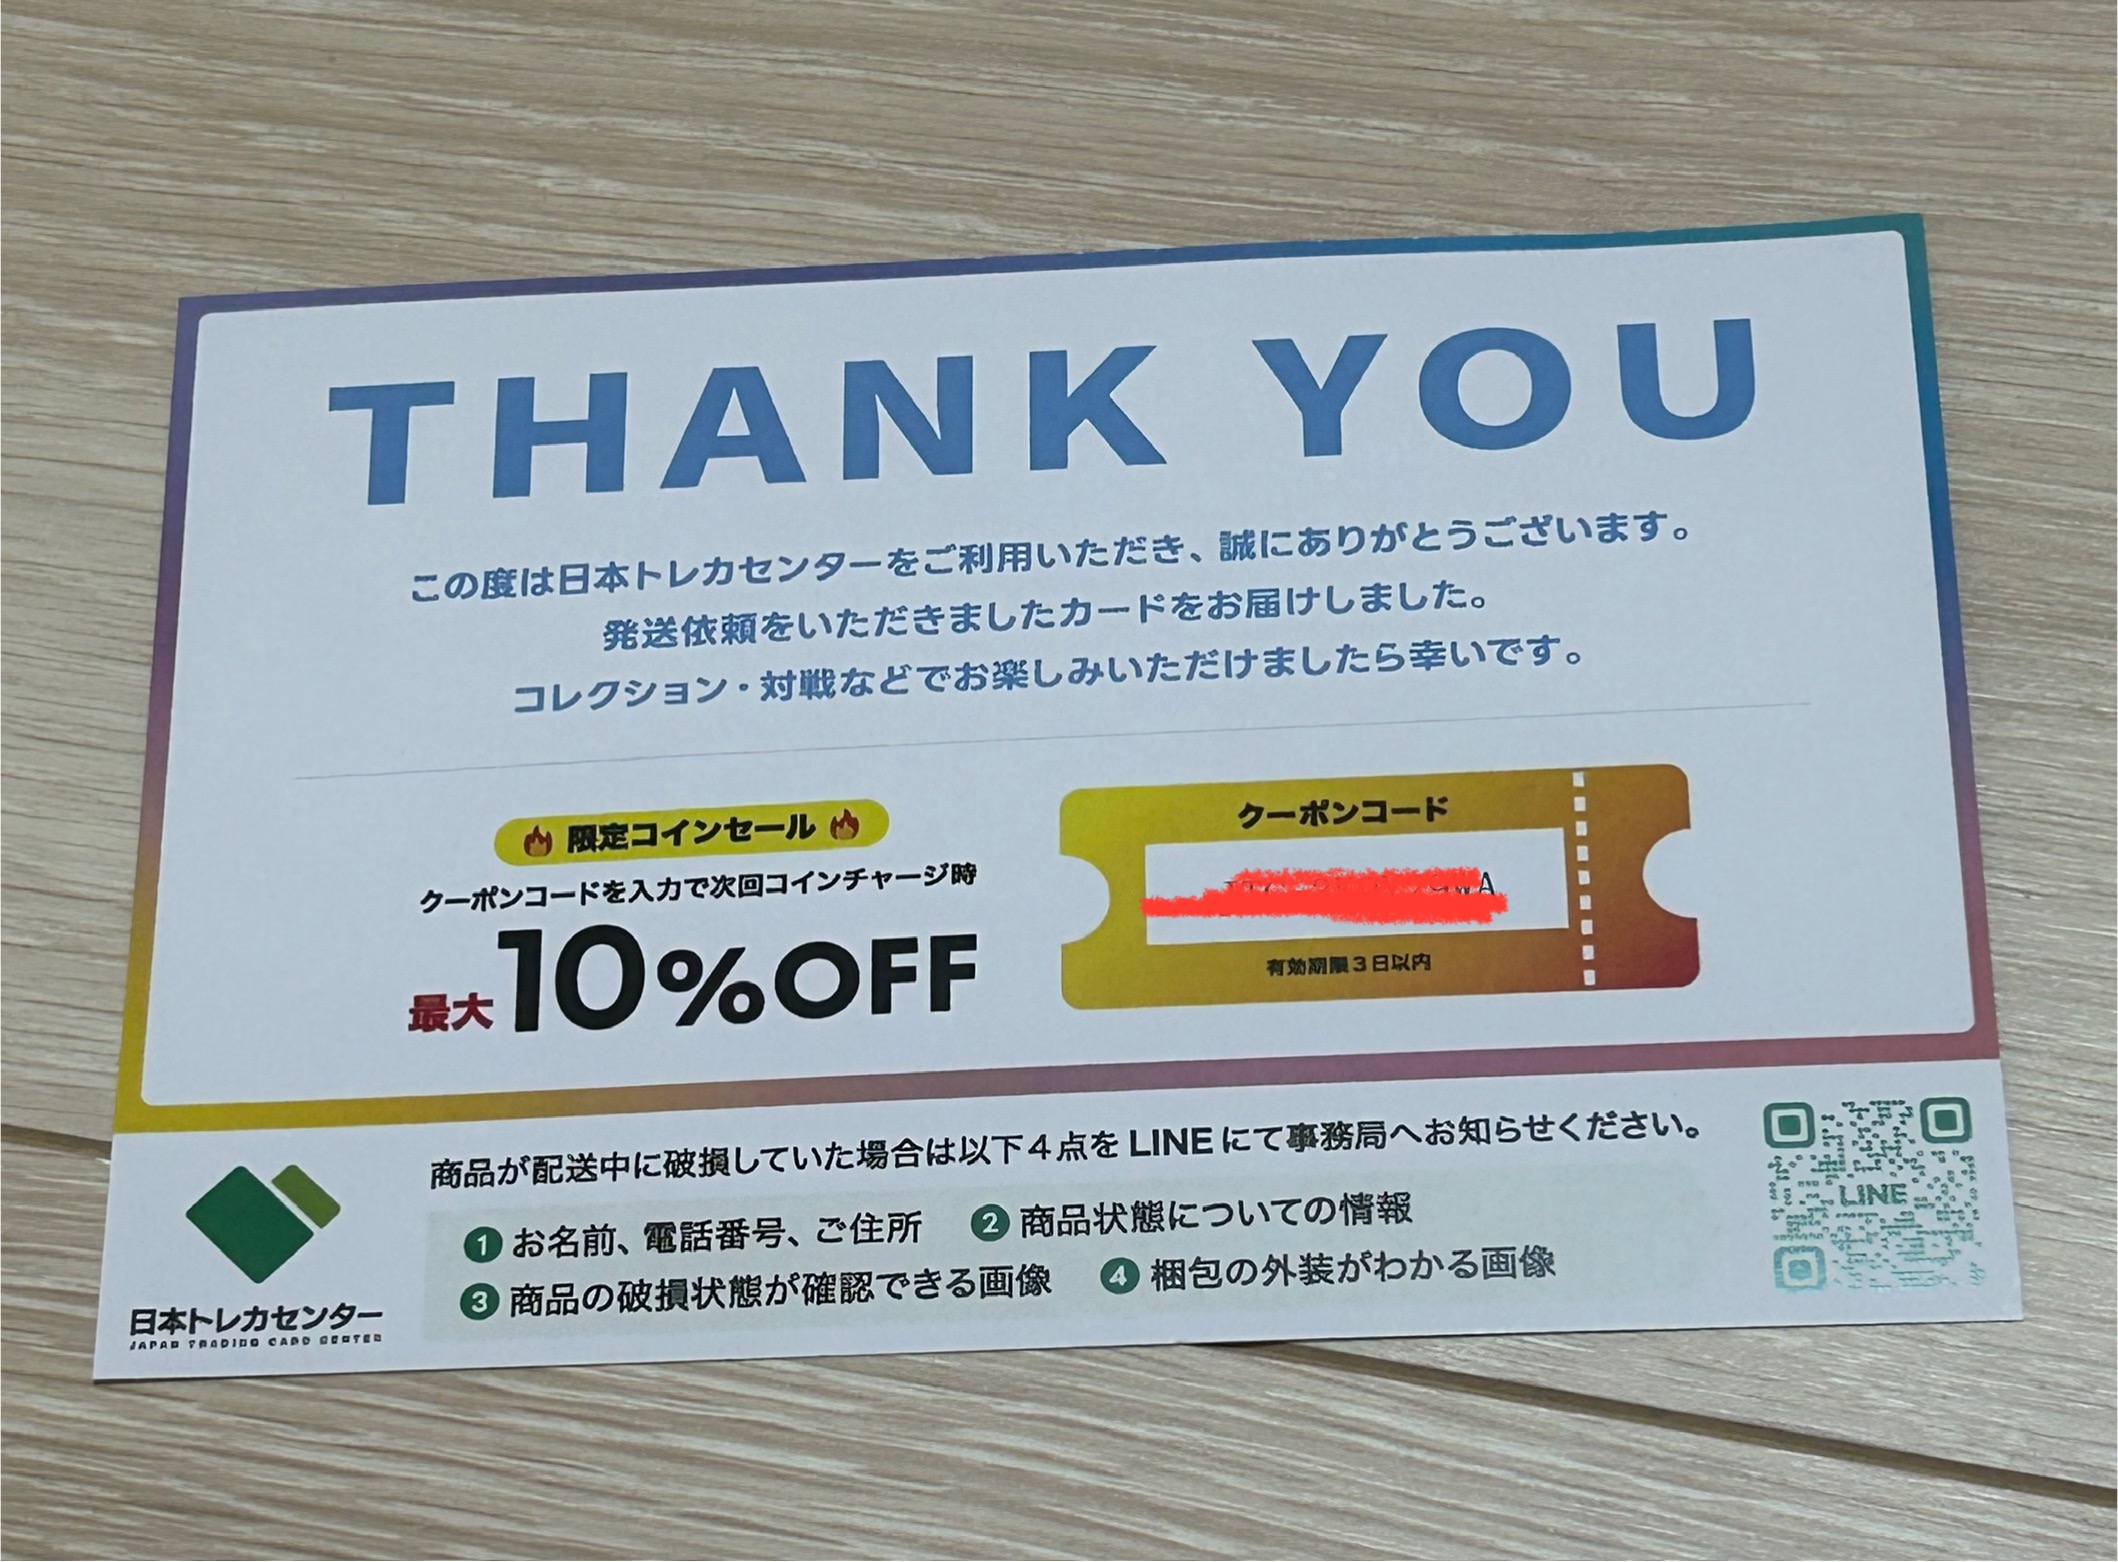 THANK YOU
この度は日本トレカセンターをご利用いただき、誠にありがとうございます。
発送依頼をいただきましたカードをお届けしました。
コレクション・対戦などでお楽しみいただけましたら幸いです。
限定コインセール
クーポンコードを入力で次回コインチャージ時
最大10%OFF
クーポンコード
有効期限3日以内
商品が配送中に破損していた場合は以下4点をLINEにて事務局へお知らせください。
1 お名前、電話番号、ご住所 2 商品状態についての情報
3 商品の破損状態が確認できる画像 4 梱包の外装がわかる画像
LINE
日本トレカセンター
JAPAN TRADING CARD CENTER